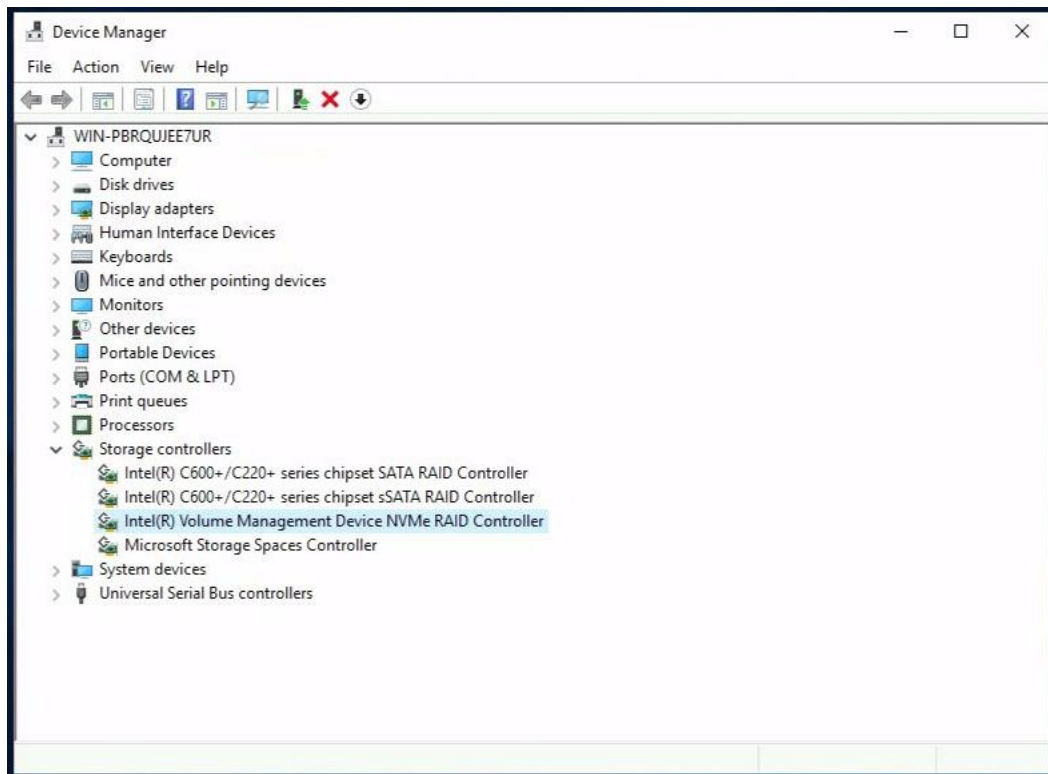 Device Manager
File Action View Help
WIN-PBRQUJEE7UR
Computer
Disk drives
Display adapters
Human Interface Devices
Keyboards
Mice and other pointing devices
Monitors
Other devices
Portable Devices
Ports (COM & LPT)
Print queues
Processors
Storage controllers
Intel(R) C600+/C220+ series chipset SATA RAID Controller
Intel(R) C600+/C220+ series chipset sSATA RAID Controller
Intel(R) Volume Management Device NVMe RAID Controller
Microsoft Storage Spaces Controller
System devices
Universal Serial Bus controllers